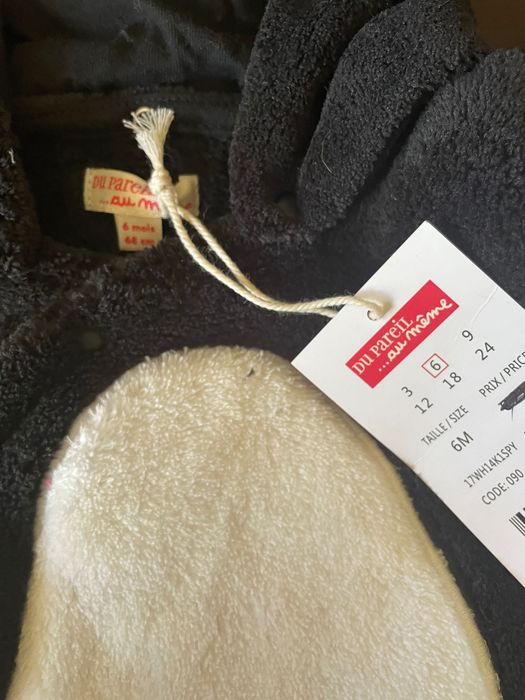 DU PAREIL
...au m
6 mois
68 cm
DU PAREIL
...au même
3 6 9
12 18 24
TAILLE / SIZE PRIX / PRICE
6M
17WH14K1SPY
CODE: 090